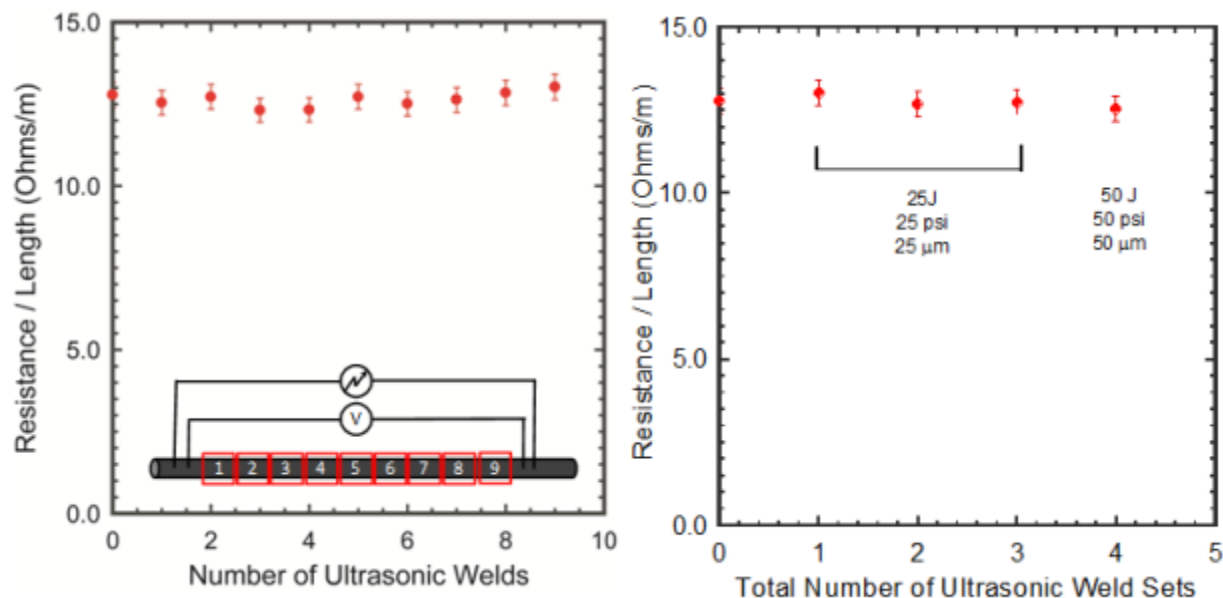 15.0
10.0
5.0
0.0
Resistance / Length (Ohms/m)
V
1 2 3 4 5 6 7 8 9
0 2 4 6 8 10
Number of Ultrasonic Welds
15.0
10.0
5.0
0.0
Resistance / Length (Ohms/m)
25J
25 psi
25 μm
50 J
50 psi
50 μm
0 1 2 3 4 5
Total Number of Ultrasonic Weld Sets